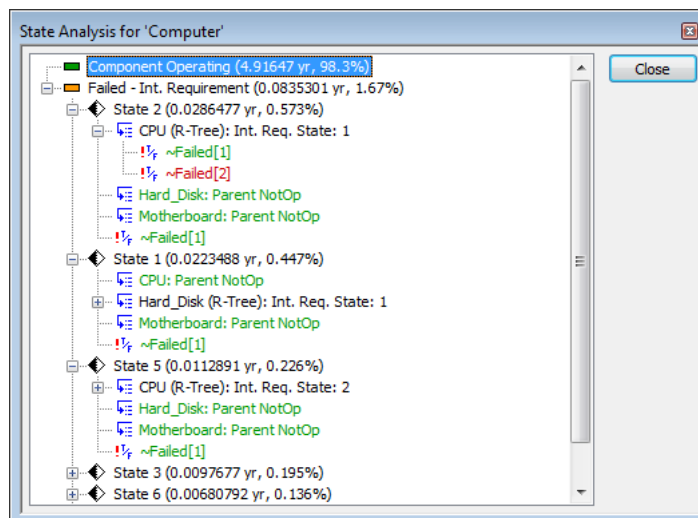 State Analysis for 'Computer'
Component Operating (4.91647 yr, 98.3%)
Close
Failed - Int. Requirement (0.0835301 yr, 1.67%)
State 2 (0.0286477 yr, 0.573%)
CPU (R-Tree): Int. Req. State: 1
!T/F ~Failed[1]
!T/F ~Failed[2]
Hard_Disk: Parent NotOp
Motherboard: Parent NotOp
!T/F ~Failed[1]
State 1 (0.0223488 yr, 0.447%)
CPU: Parent NotOp
Hard_Disk (R-Tree): Int. Req. State: 1
Motherboard: Parent NotOp
!T/F ~Failed[1]
State 5 (0.0112891 yr, 0.226%)
CPU (R-Tree): Int. Req. State: 2
Hard_Disk: Parent NotOp
Motherboard: Parent NotOp
!T/F ~Failed[1]
State 3 (0.0097677 yr, 0.195%)
State 6 (0.00680792 yr, 0.136%)